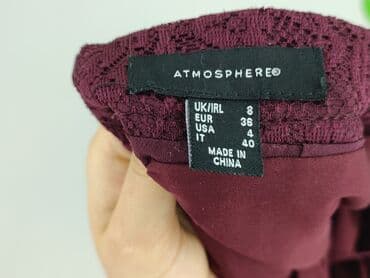 ATMOSPHERE®
UK/IRL 8
EUR 36
USA 4
IT 40
MADE IN
CHINA